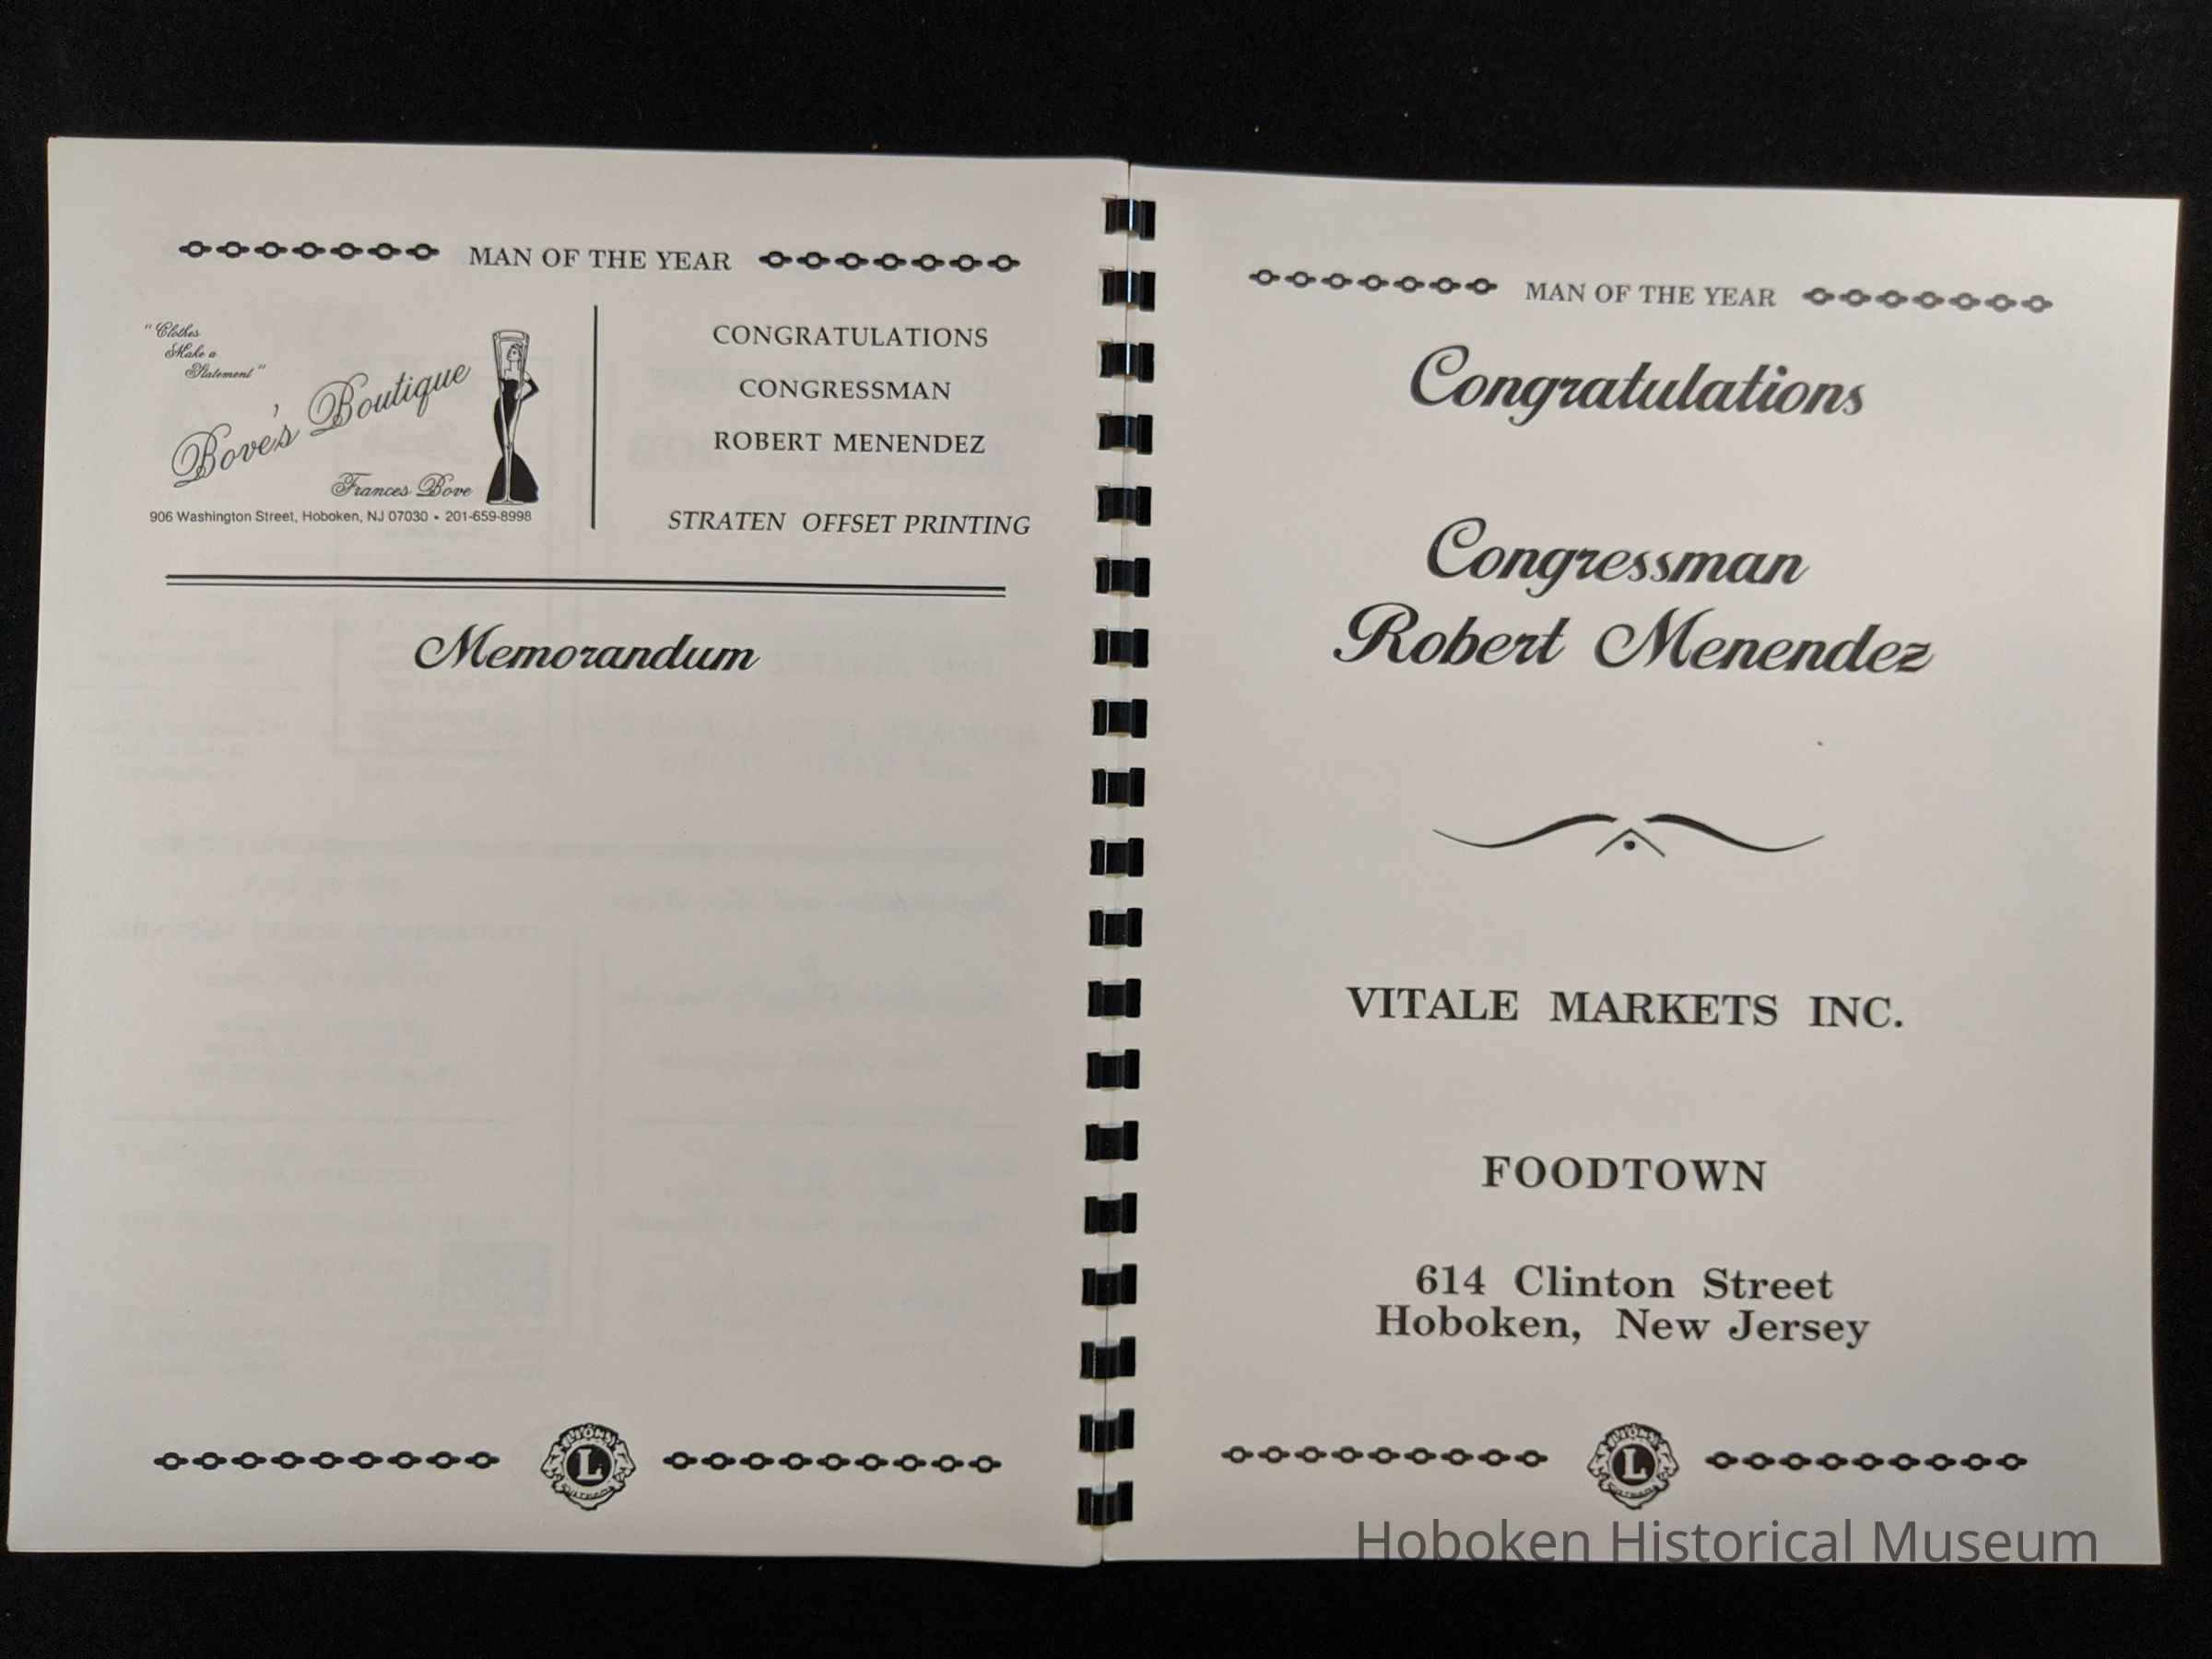 MAN OF THE YEAR
"Clothes
Make a
Statement"
Bove's Boutique
Frances Bove
906 Washington Street, Hoboken, NJ 07030 • 201-659-8998
CONGRATULATIONS
CONGRESSMAN
ROBERT MENENDEZ
STRATEN OFFSET PRINTING
Memorandum
LIONS
L
MAN OF THE YEAR
Congratulations
Congressman
Robert Menendez
VITALE MARKETS INC.
FOODTOWN
614 Clinton Street
Hoboken, New Jersey
LIONS
L
Hoboken Historical Museum